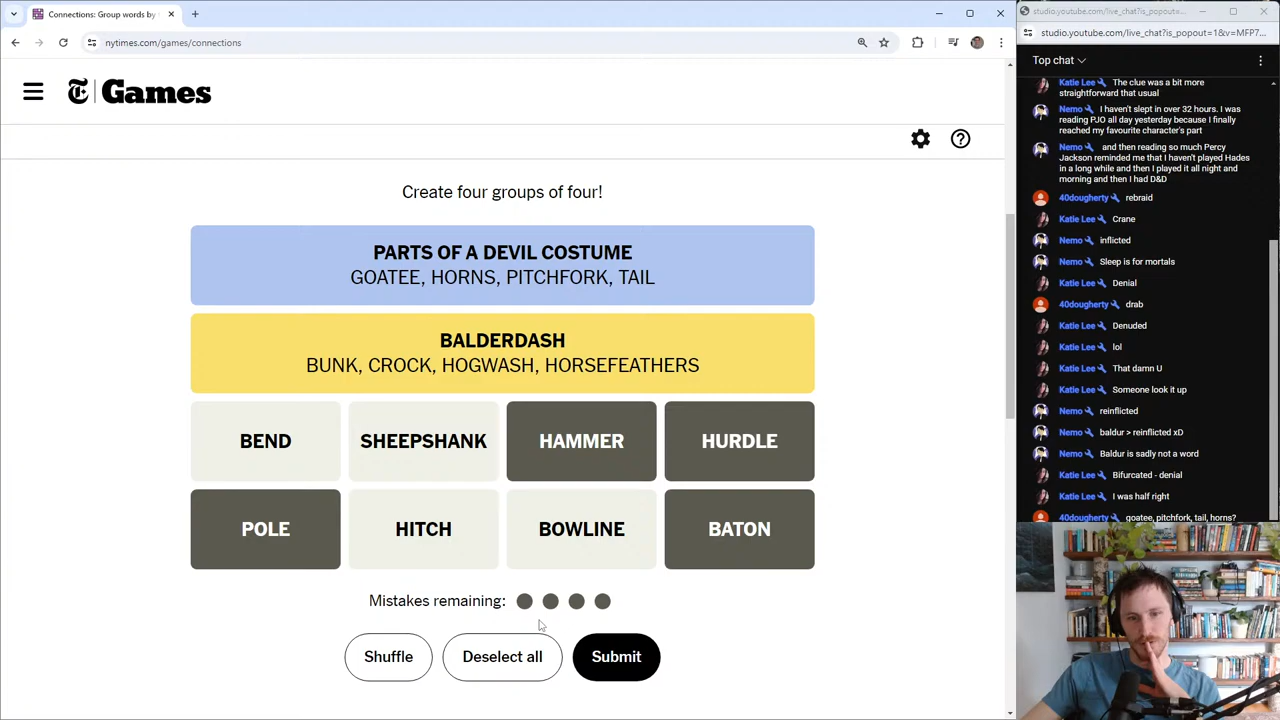 Connections: Group words by
nytimes.com/games/connections
Games
Create four groups of four!
PARTS OF A DEVIL COSTUME
GOATEE, HORNS, PITCHFORK, TAIL
BALDERDASH
BUNK, CROCK, HOGWASH, HORSEFEATHERS
BEND SHEEPSHANK HAMMER HURDLE
POLE HITCH BOWLINE BATON
Mistakes remaining:
Shuffle Deselect all Submit
studio.youtube.com/live_chat?is_popout=...
studio.youtube.com/live_chat?is_popout=1&v=MFP7...
Top chat
Katie Lee The clue was a bit more
straightforward that usual
Nemo I haven't slept in over 32 hours. I was
reading PJO all day yesterday because I finally
reached my favourite character's part
Nemo and then reading so much Percy
Jackson reminded me that I haven't played Hades
in a long while and then I played it all night and
morning and then I had D&D
40dougherty rebraid
Katie Lee Crane
Nemo inflicted
Nemo Sleep is for mortals
Katie Lee Denial
40dougherty drab
Katie Lee Denuded
Katie Lee lol
Katie Lee That damn U
Katie Lee Someone look it up
Nemo reinflicted
Nemo baldur > reinflicted xD
Nemo Baldur is sadly not a word
Katie Lee Bifurcated - denial
Katie Lee I was half right
40dougherty goatee, pitchfork, tail, horns?